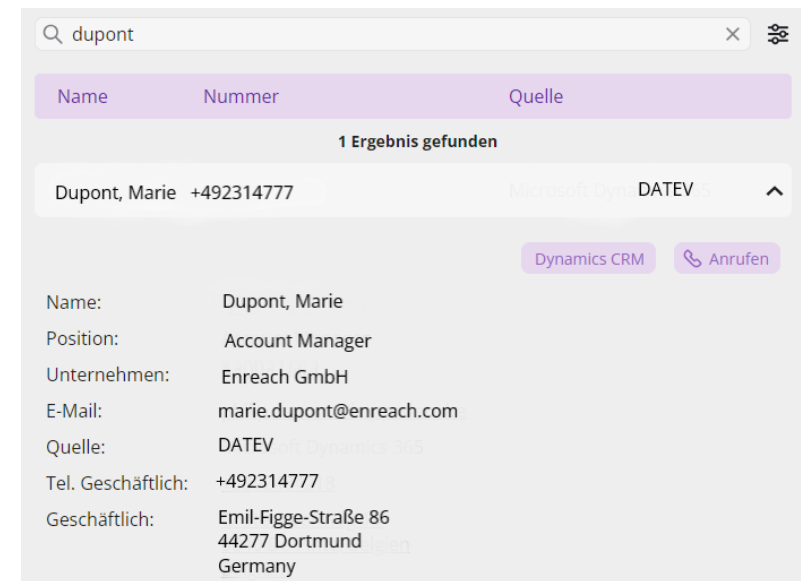 dupont
Name Nummer Quelle
1 Ergebnis gefunden
Dupont, Marie +492314777 DATEV
Dynamics CRM Anrufen
Name: Dupont, Marie
Position: Account Manager
Unternehmen: Enreach GmbH
E-Mail: marie.dupont@enreach.com
Quelle: DATEV
Tel. Geschäftlich: +492314777
Geschäftlich: Emil-Figge-Straße 86
44277 Dortmund
Germany